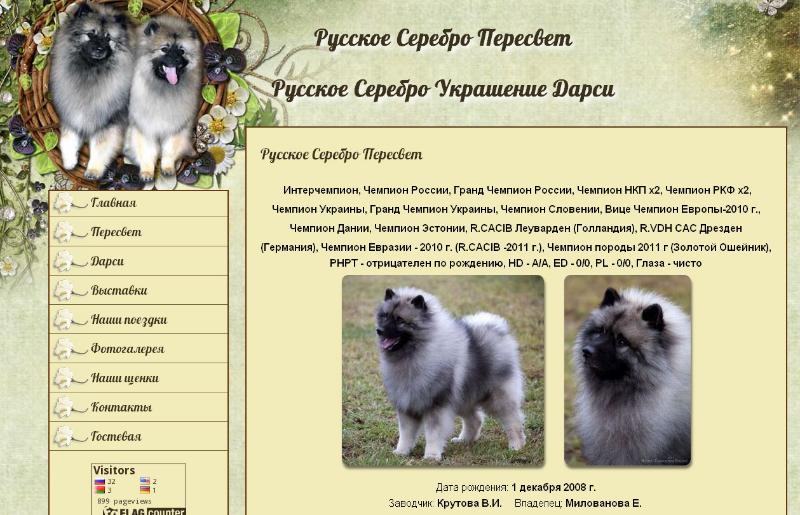 Русское Серебро Пересвет
Русское Серебро Украшение Дарси
Главная
Пересвет
Дарси
Выставки
Наши поездки
Фотогалерея
Наши щенки
Контакты
Гостевая
Visitors
32 2
3 1
899 pageviews
FLAG counter
Русское Серебро Пересвет
Интерчемпион, Чемпион России, Гранд Чемпион России, Чемпион НКП х2, Чемпион РКФ х2,
Чемпион Украины, Гранд Чемпион Украины, Чемпион Словении, Вице Чемпион Европы-2010 г.,
Чемпион Дании, Чемпион Эстонии, R.CACIB Леуварден (Голландия), R.VDH CAC Дрезден
(Германия), Чемпион Евразии - 2010 г. (R.CACIB -2011 г.), Чемпион породы 2011 г (Золотой Ошейник),
PHPT - отрицателен по рождению, HD - A/A, ED - 0/0, PL - 0/0, Глаза - чисто
Дата рождения: 1 декабря 2008 г.
Заводчик: Крутова В.И. Владелец: Милованова Е.